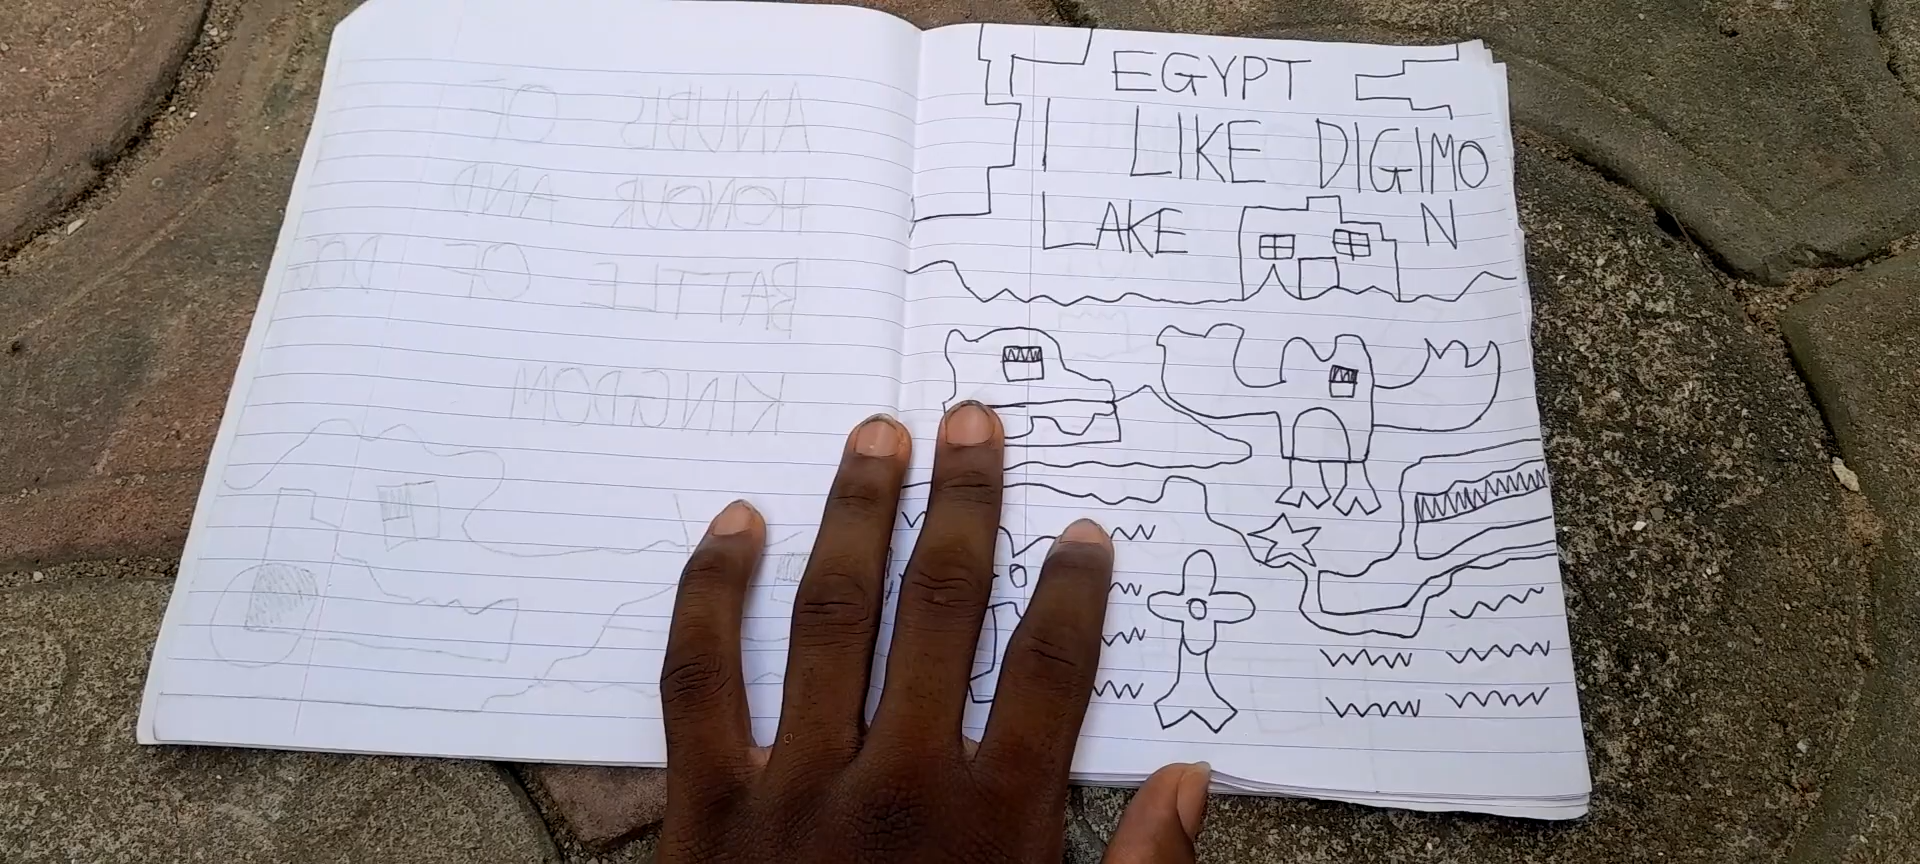 ANUBIS OF
HONOUR AND
BATTLE OF DOG
KINGDOM
EGYPT
I LIKE DIGIMO
LAKE N